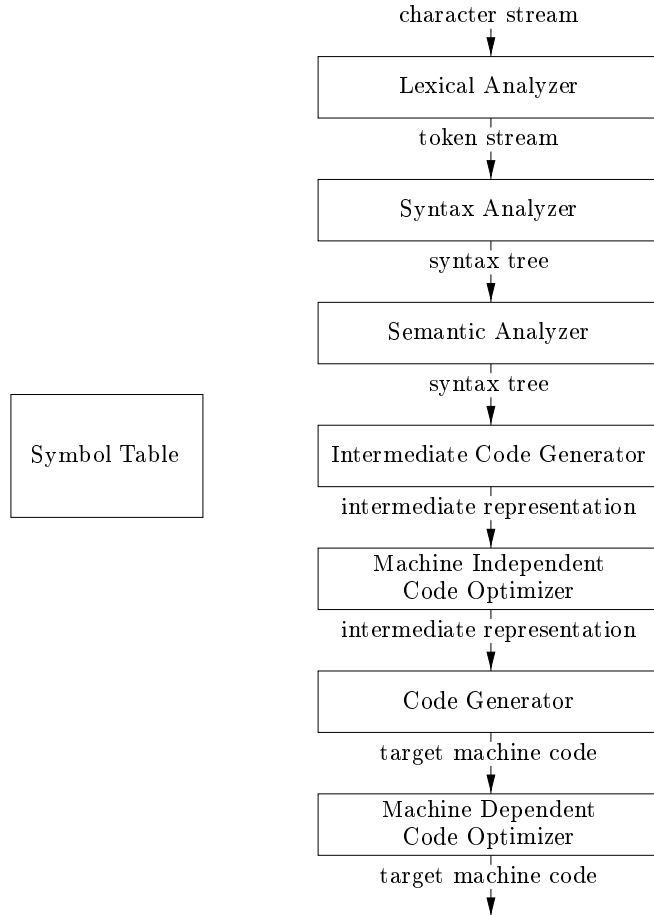 character stream
Lexical Analyzer
token stream
Syntax Analyzer
syntax tree
Semantic Analyzer
syntax tree
Symbol Table
Intermediate Code Generator
intermediate representation
Machine Independent
Code Optimizer
intermediate representation
Code Generator
target machine code
Machine Dependent
Code Optimizer
target machine code